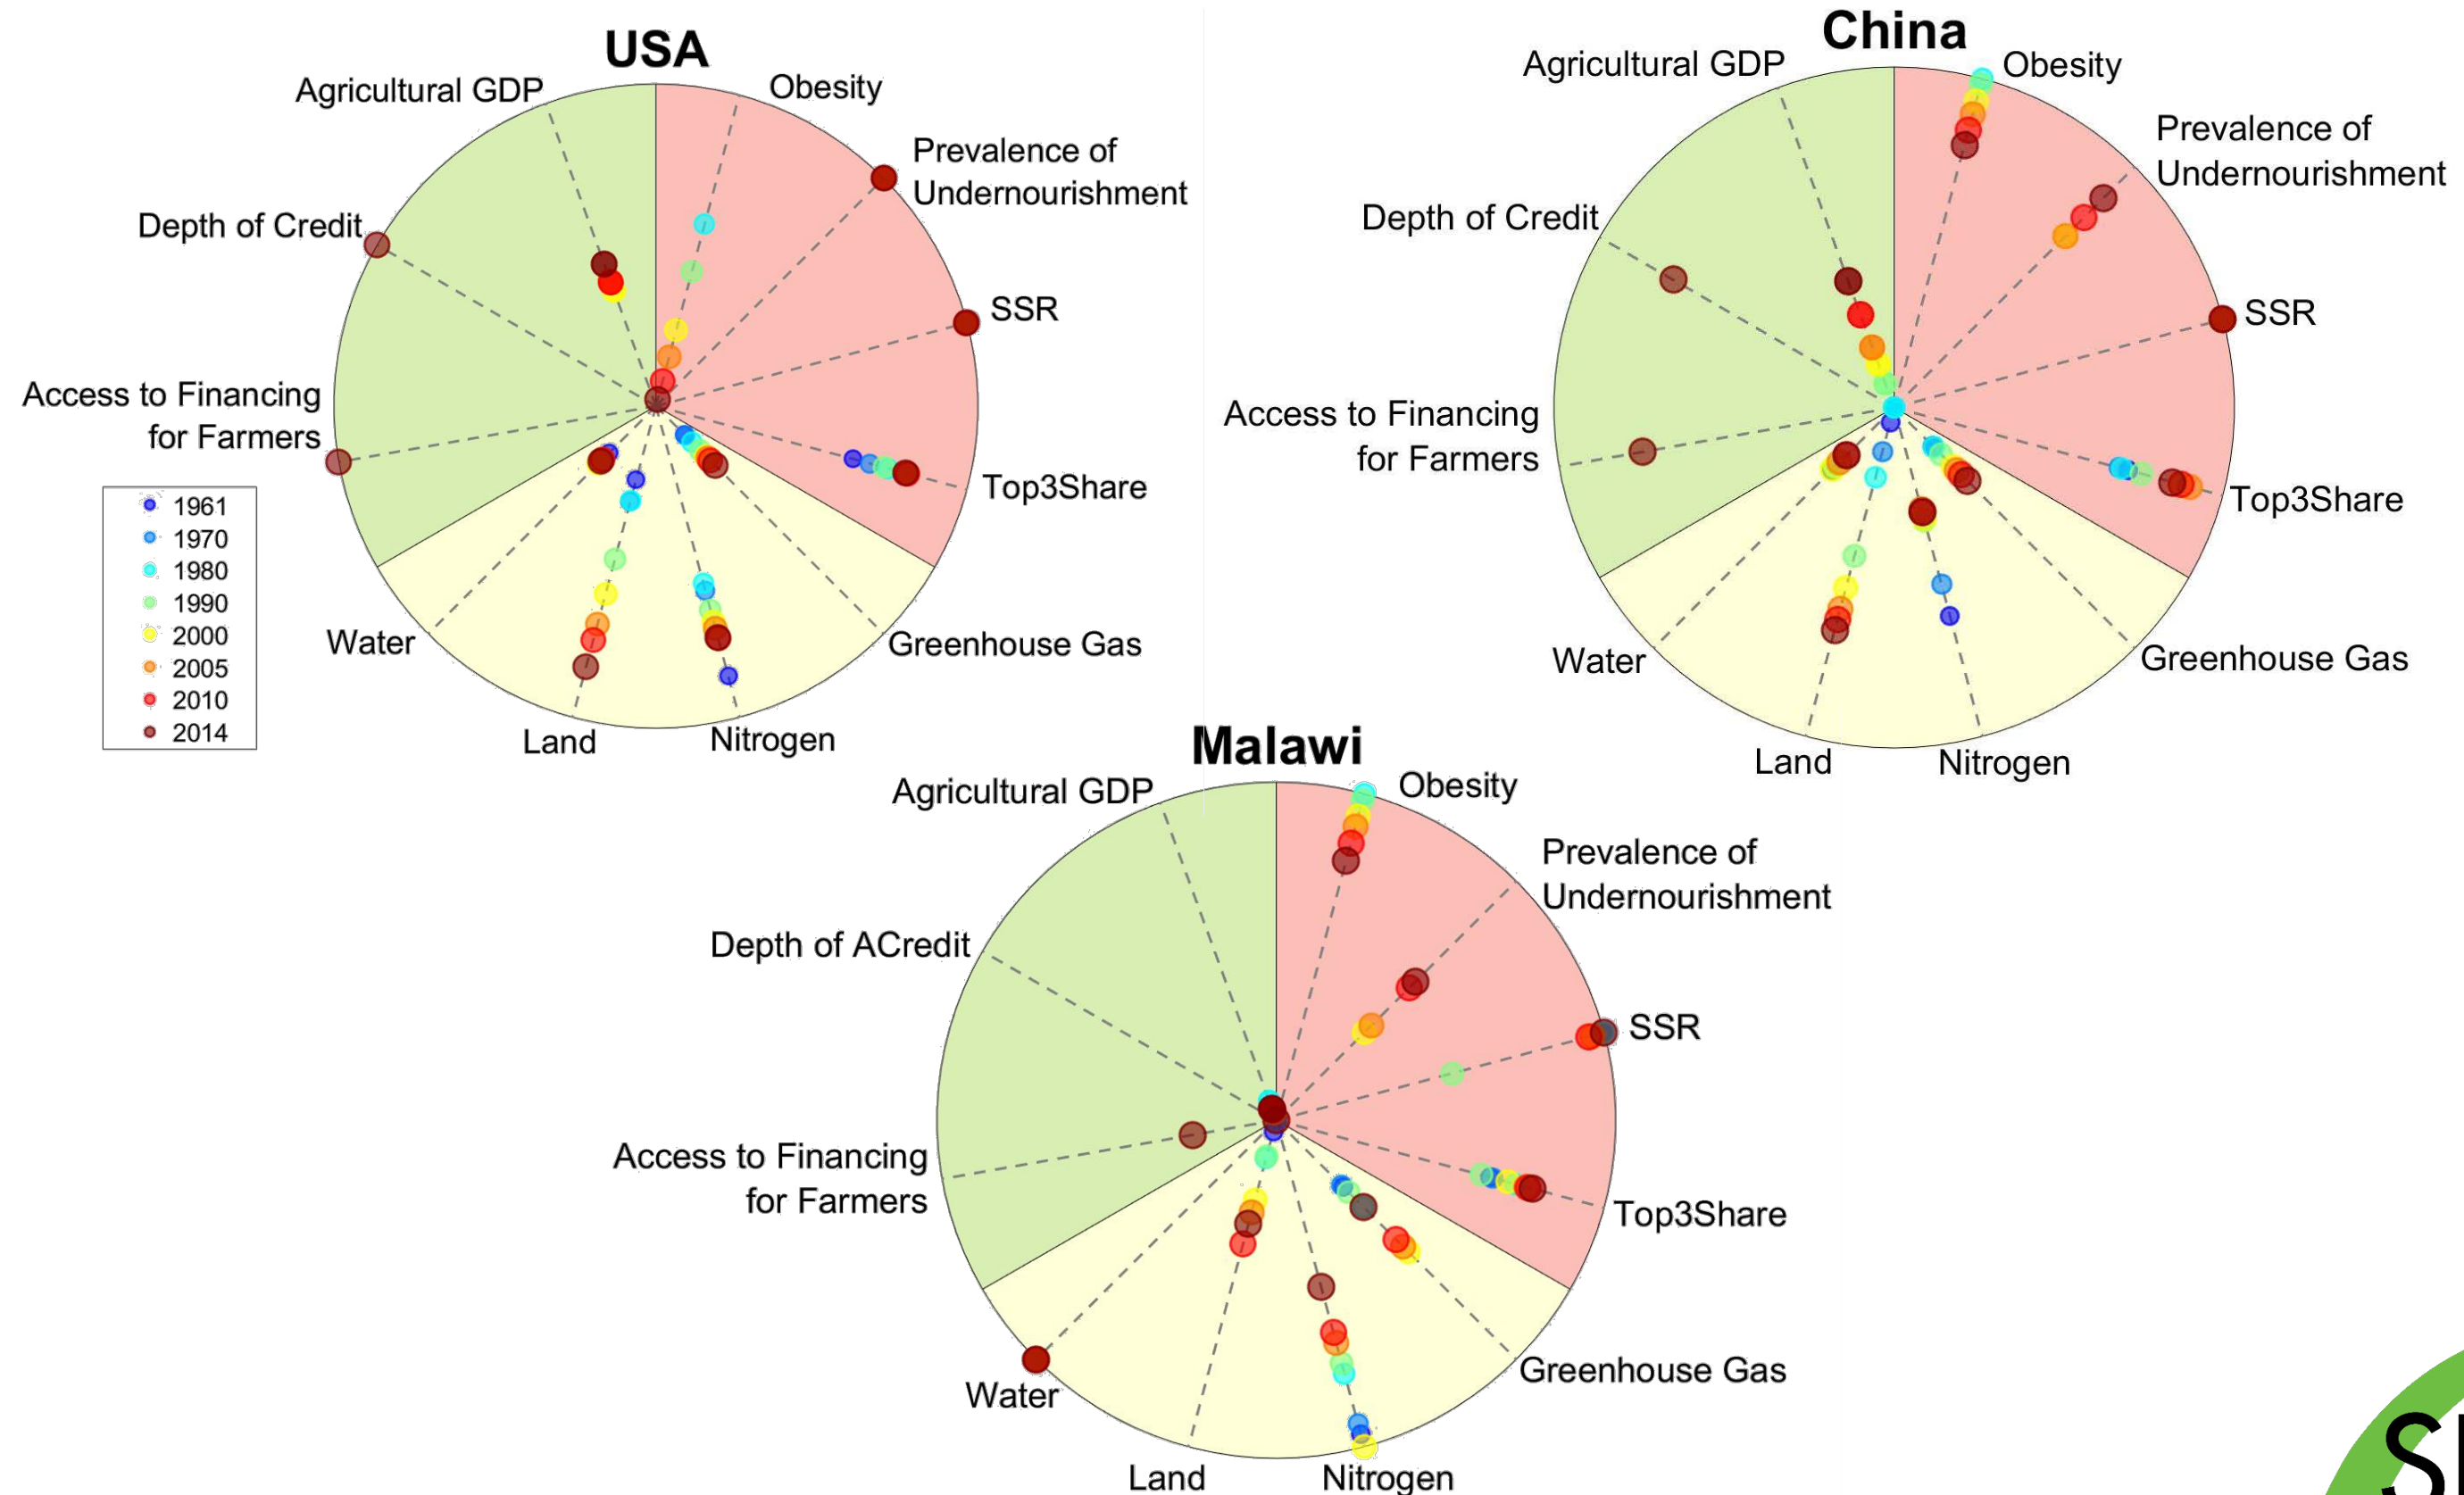 USA
Agricultural GDP
Obesity
Prevalence of
Undernourishment
Depth of Credit
SSR
Access to Financing
for Farmers
Top3Share
Water
Greenhouse Gas
Land
Nitrogen
1961
1970
1980
1990
2000
2005
2010
2014
China
Agricultural GDP
Obesity
Prevalence of
Undernourishment
Depth of Credit
SSR
Access to Financing
for Farmers
Top3Share
Water
Greenhouse Gas
Land
Nitrogen
Malawi
Agricultural GDP
Obesity
Prevalence of
Undernourishment
Depth of ACredit
SSR
Access to Financing
for Farmers
Top3Share
Water
Greenhouse Gas
Land
Nitrogen